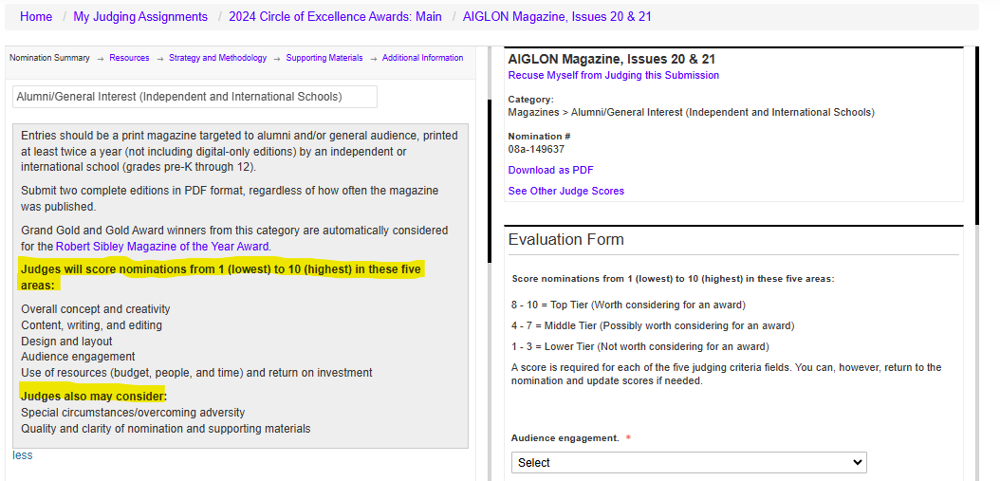 Home / My Judging Assignments / 2024 Circle of Excellence Awards: Main / AIGLON Magazine, Issues 20 & 21
Nomination Summary → Resources → Strategy and Methodology → Supporting Materials → Additional Information
Alumni/General Interest (Independent and International Schools)
Entries should be a print magazine targeted to alumni and/or general audience, printed
at least twice a year (not including digital-only editions) by an independent or
international school (grades pre-K through 12).
Submit two complete editions in PDF format, regardless of how often the magazine
was published.
Grand Gold and Gold Award winners from this category are automatically considered
for the Robert Sibley Magazine of the Year Award.
Judges will score nominations from 1 (lowest) to 10 (highest) in these five
areas:
Overall concept and creativity
Content, writing, and editing
Design and layout
Audience engagement
Use of resources (budget, people, and time) and return on investment
Judges also may consider:
Special circumstances/overcoming adversity
Quality and clarity of nomination and supporting materials
less
AIGLON Magazine, Issues 20 & 21
Recuse Myself from Judging this Submission
Category:
Magazines > Alumni/General Interest (Independent and International Schools)
Nomination #
08a-149637
Download as PDF
See Other Judge Scores
Evaluation Form
Score nominations from 1 (lowest) to 10 (highest) in these five areas:
8 - 10 = Top Tier (Worth considering for an award)
4 - 7 = Middle Tier (Possibly worth considering for an award)
1 - 3 = Lower Tier (Not worth considering for an award)
A score is required for each of the five judging criteria fields. You can, however, return to the
nomination and update scores if needed.
Audience engagement. *
Select